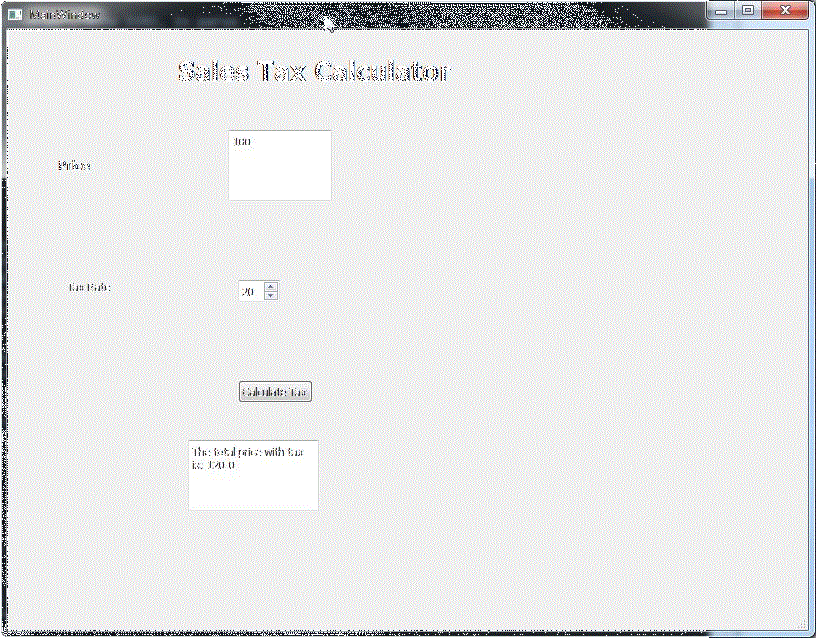 MainWindow
Sales Tax Calculator
Price
100
Tax Rate
20
Calculate Tax
The total price with tax
is: 120.0